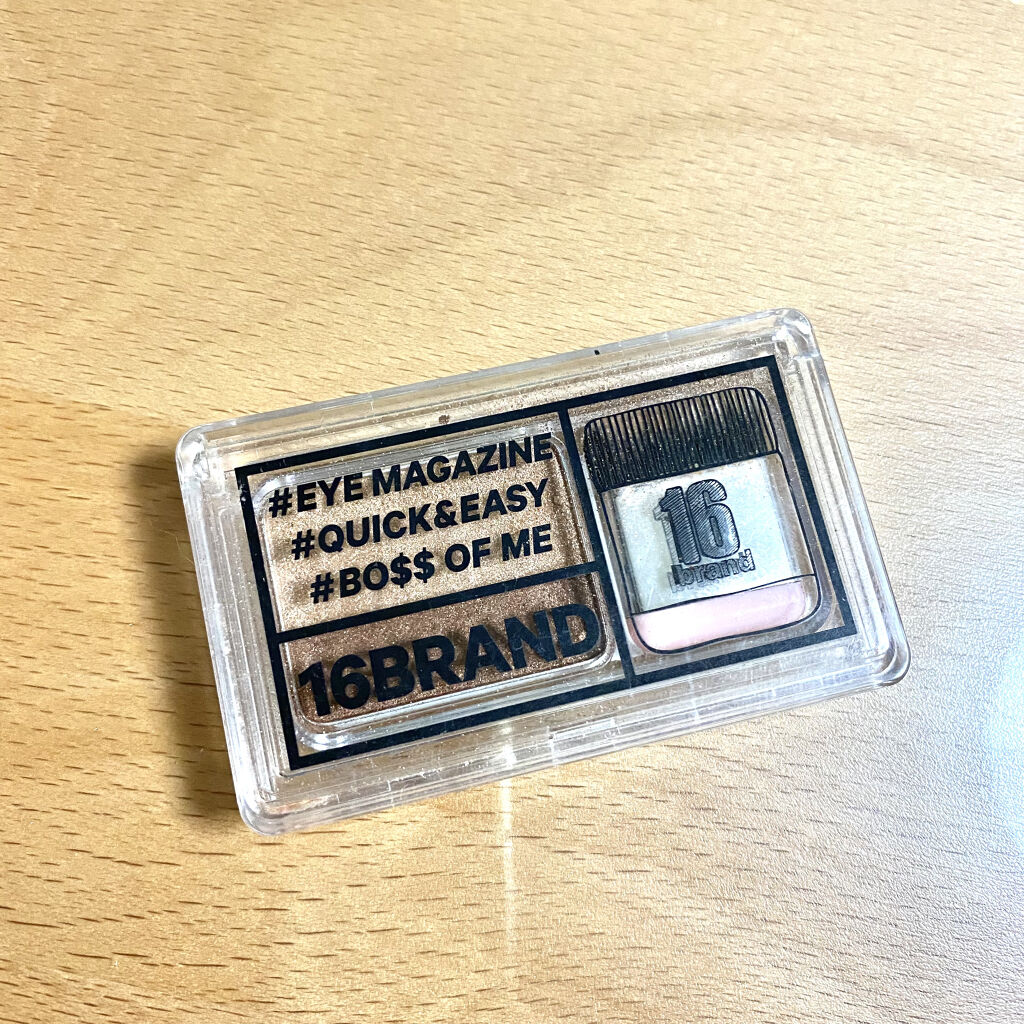 #EYE MAGAZINE
#QUICK&EASY
#BO$$ OF ME
16BRAND
16
brand